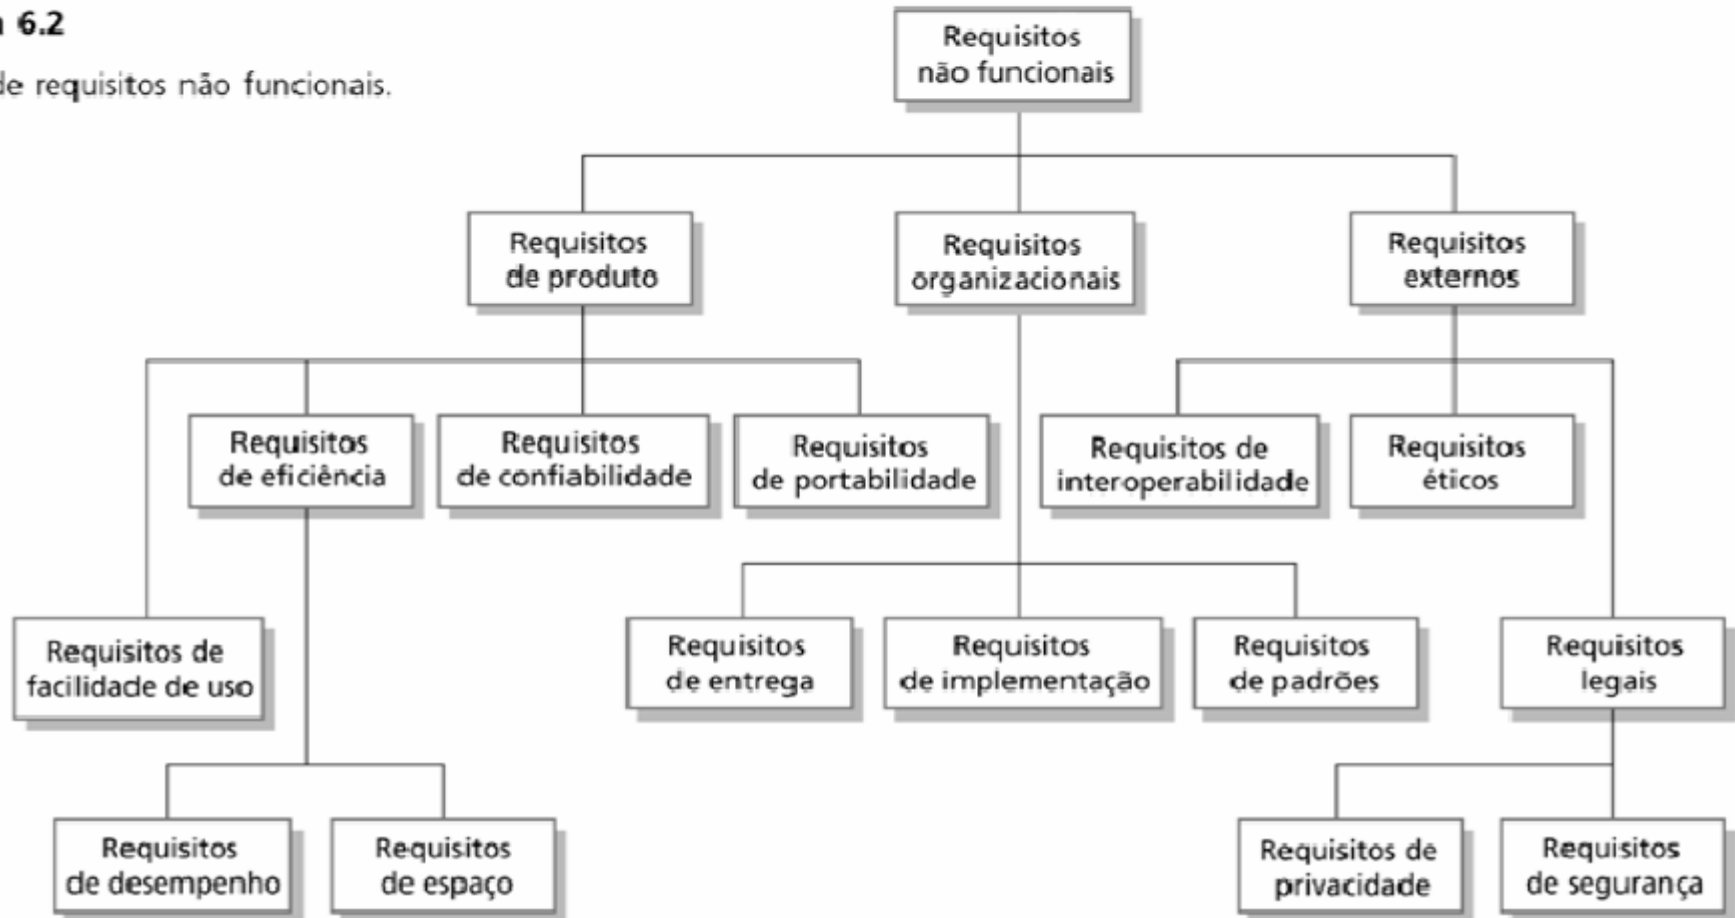 6.2
de requisitos não funcionais.
Requisitos
não funcionais
Requisitos
de produto
Requisitos
organizacionais
Requisitos
externos
Requisitos
de eficiência
Requisitos
de confiabilidade
Requisitos
de portabilidade
Requisitos de
interoperabilidade
Requisitos
éticos
Requisitos de
facilidade de uso
Requisitos
de entrega
Requisitos
de implementação
Requisitos
de padrões
Requisitos
legais
Requisitos
de desempenho
Requisitos
de espaço
Requisitos de
privacidade
Requisitos
de segurança